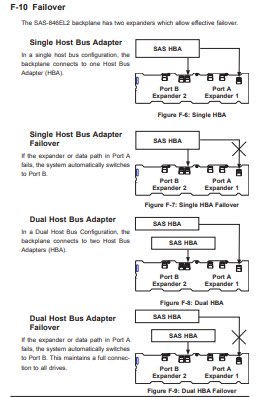 F-10 Failover
The SAS-846EL2 backplane has two expanders which allow effective failover.
Single Host Bus Adapter
In a single host bus configuration, the
backplane connects to one Host Bus
Adapter (HBA).
SAS HBA
Port B
Expander 2
Port A
Expander 1
Figure F-6: Single HBA
Single Host Bus Adapter
Failover
If the expander or data path in Port A
fails, the system automatically switches
to Port B.
SAS HBA
Port B
Expander 2
Port A
Expander 1
Figure F-7: Single HBA Failover
Dual Host Bus Adapter
In a Dual Host Bus Configuration, the
backplane connects to two Host Bus
Adapters (HBA).
SAS HBA
SAS HBA
Port B
Expander 2
Port A
Expander 1
Figure F-8: Dual HBA
Dual Host Bus Adapter
Failover
If the expander or data path in Port A
fails, the system automatically switches
to Port B. This maintains a full connec-
tion to all drives.
SAS HBA
SAS HBA
Port B
Expander 2
Port A
Expander 1
Figure F-9: Dual HBA Failover